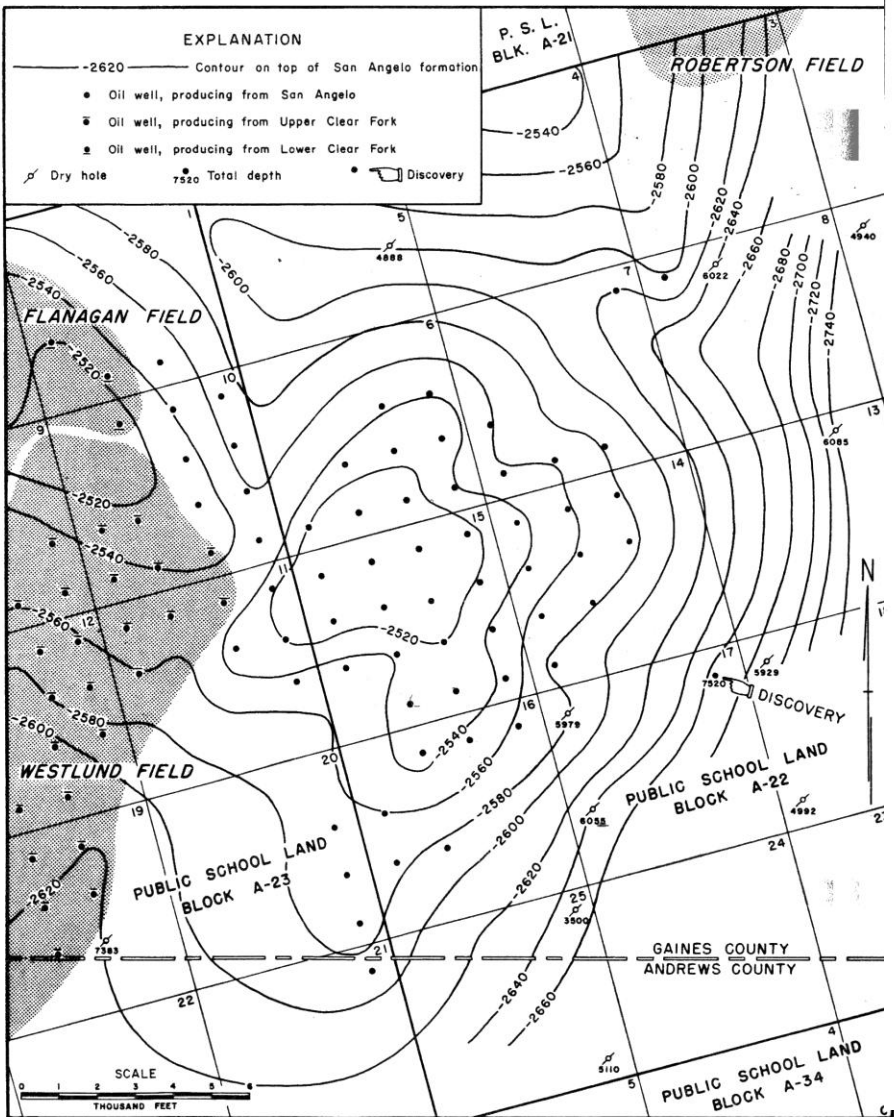 EXPLANATION
-2620 Contour on top of San Angelo formation
Oil well, producing from San Angelo
Oil well, producing from Upper Clear Fork
Oil well, producing from Lower Clear Fork
Dry hole 7520 Total depth Discovery
P. S. L.
BLK. A-21
3
4
ROBERTSON FIELD
-2540
-2560
-2580
-2600
-2620
-2640
-2660
-2680
-2700
-2720
-2740
1
5
8
4940
-2580
-2560
-2540
-2600
4888
7
6022
FLANAGAN FIELD
6
-2520
10
13
9
6085
14
-2520
15
-2540
11
N
-2560
12
-2520
18
17
5929
7520
DISCOVERY
-2580
-2600
16
5979
-2540
WESTLUND FIELD
20
-2560
PUBLIC SCHOOL LAND
BLOCK A-22
-2580
19
6055
4992
-2600
24
23
PUBLIC SCHOOL LAND
BLOCK A-23
-2620
-2620
25
3500
7383
21
GAINES COUNTY
ANDREWS COUNTY
-2640
22
-2660
4
5110
5
PUBLIC SCHOOL LAND
BLOCK A-34
SCALE
0 1 2 3 4 5 6
THOUSAND FEET